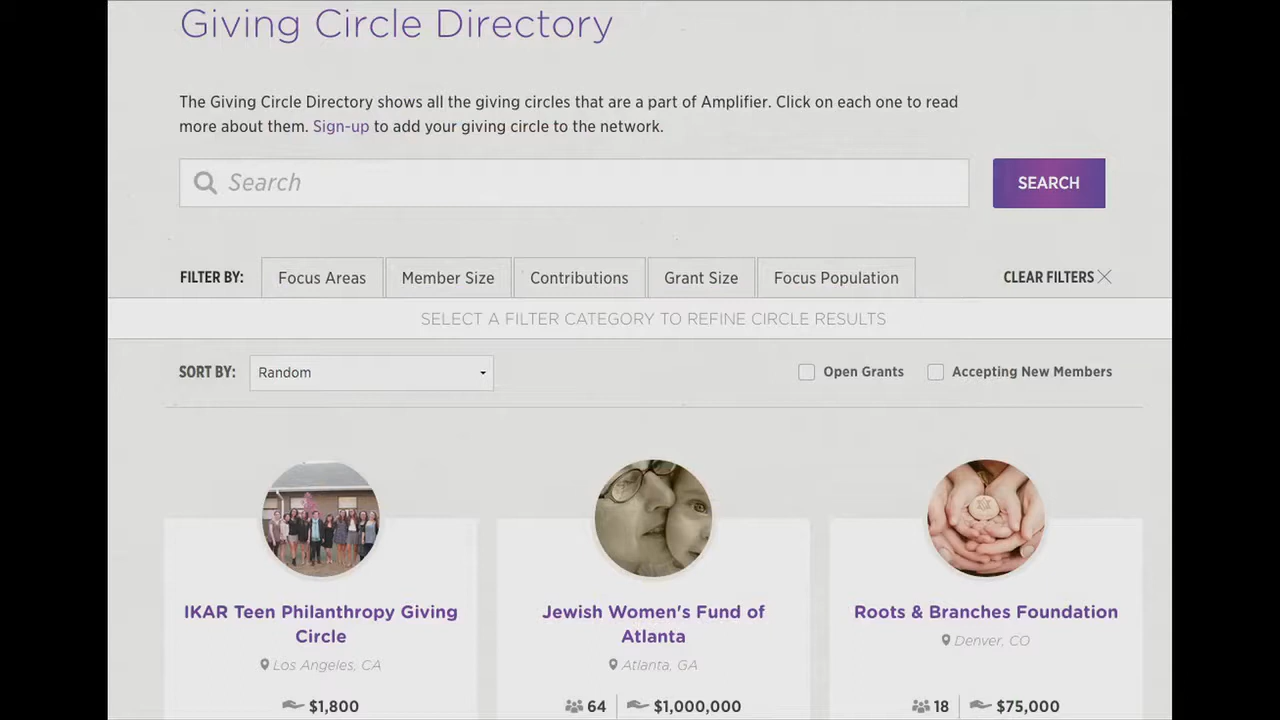 Giving Circle Directory
The Giving Circle Directory shows all the giving circles that are a part of Amplifier. Click on each one to read
more about them. Sign-up to add your giving circle to the network.
Search
SEARCH
FILTER BY:
Focus Areas
Member Size
Contributions
Grant Size
Focus Population
CLEAR FILTERS
SELECT A FILTER CATEGORY TO REFINE CIRCLE RESULTS
SORT BY:
Random
Open Grants
Accepting New Members
IKAR Teen Philanthropy Giving
Circle
Los Angeles, CA
$1,800
Jewish Women's Fund of
Atlanta
Atlanta, GA
64
$1,000,000
Roots & Branches Foundation
Denver, CO
18
$75,000